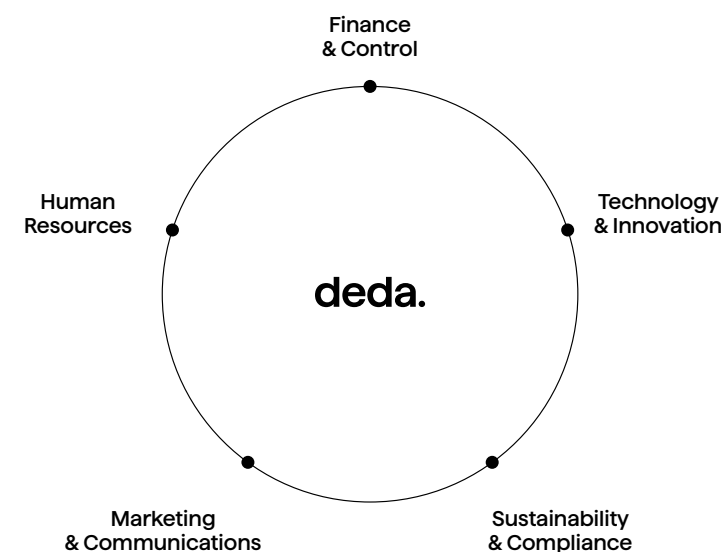 Finance
& Control
Human
Resources
Technology
& Innovation
deda.
Marketing
& Communications
Sustainability
& Compliance